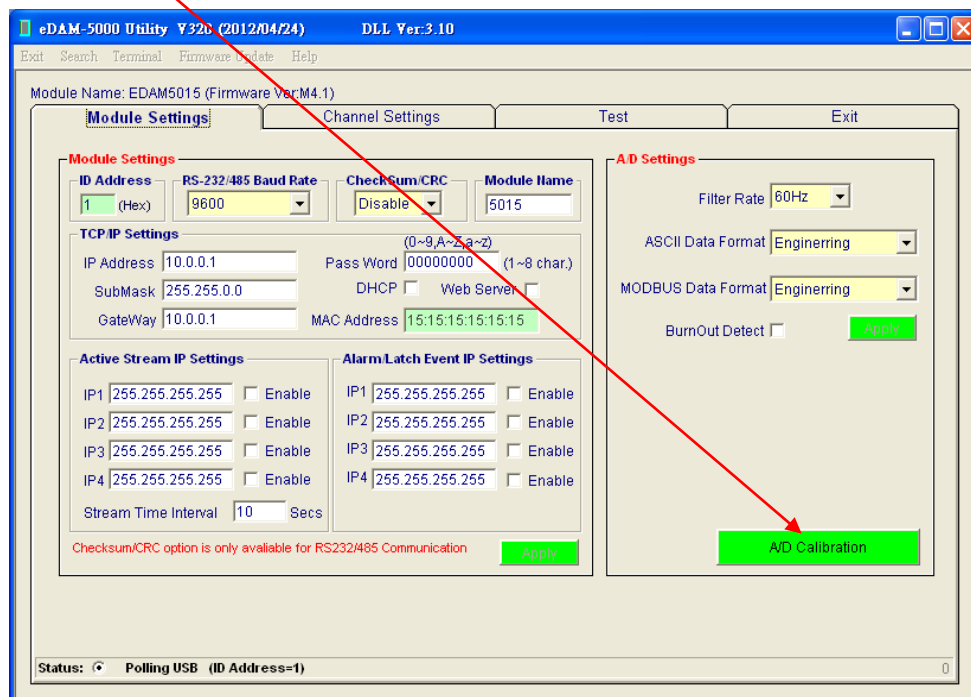 eDAM-5000 Utility V320 (2012/04/24) DLL Ver:3.10
Exit Search Terminal Firmware Update Help
Module Name: EDAM5015 (Firmware Ver:M4.1)
Module Settings Channel Settings Test Exit
Module Settings
ID Address RS-232/485 Baud Rate CheckSum/CRC Module Name
1 (Hex) 9600 Disable 5015
TCP/IP Settings
(0~9,A~Z,a~z)
IP Address 10.0.0.1 Pass Word 00000000 (1~8 char.)
SubMask 255.255.0.0 DHCP Web Server
GateWay 10.0.0.1 MAC Address 15:15:15:15:15:15
Active Stream IP Settings
IP1 255.255.255.255 Enable
IP2 255.255.255.255 Enable
IP3 255.255.255.255 Enable
IP4 255.255.255.255 Enable
Stream Time Interval 10 Secs
Alarm/Latch Event IP Settings
IP1 255.255.255.255 Enable
IP2 255.255.255.255 Enable
IP3 255.255.255.255 Enable
IP4 255.255.255.255 Enable
Checksum/CRC option is only avaliable for RS232/485 Communication Apply
A/D Settings
Filter Rate 60Hz
ASCII Data Format Enginerring
MODBUS Data Format Enginerring
BurnOut Detect Apply
A/D Calibration
Status: Polling USB (ID Address=1) 0